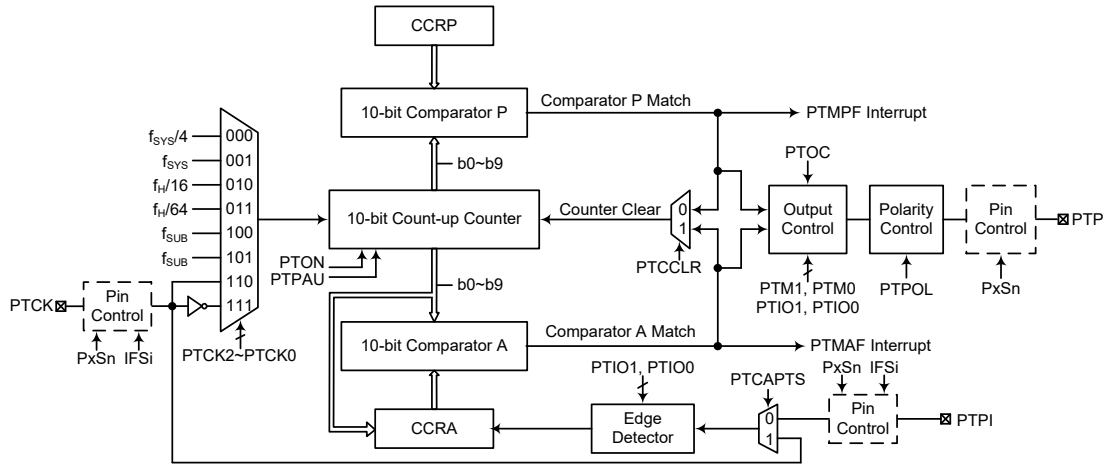 CCRP
10-bit Comparator P
Comparator P Match
PTMPF Interrupt
fSYS/4
000
fSYS
001
fH/16
010
fH/64
011
fSUB
100
fSUB
101
110
111
b0~b9
PTOC
10-bit Count-up Counter
Counter Clear
0
1
PTCCLR
Output
Control
Polarity
Control
Pin
Control
PTP
PTON
PTPAU
PTM1, PTM0
PTIO1, PTIO0
PTPOL
PxSn
b0~b9
PTCK
Pin
Control
PxSn
IFSi
PTCK2~PTCK0
10-bit Comparator A
Comparator A Match
PTMAF Interrupt
PTIO1, PTIO0
PTCAPTS
PxSn
IFSi
CCRA
Edge
Detector
0
1
Pin
Control
PTPI